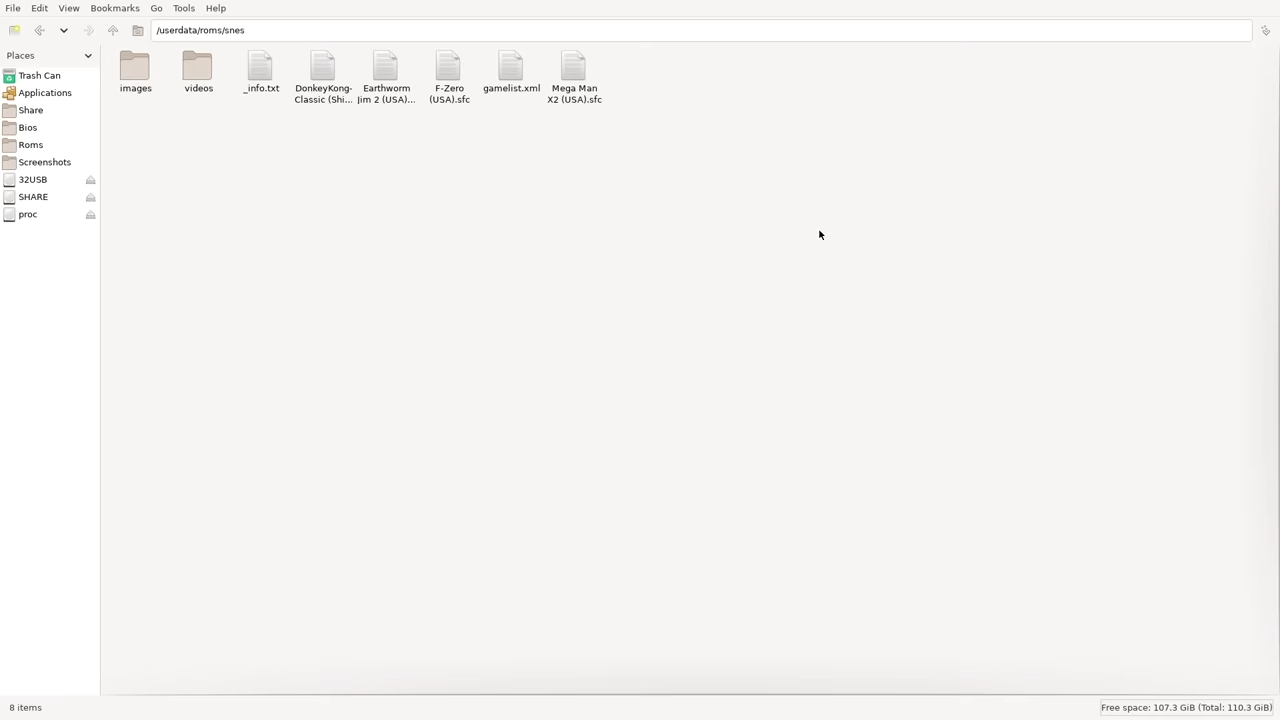 File Edit View Bookmarks Go Tools Help
/userdata/roms/snes
Places
Trash Can
Applications
Share
Bios
Roms
Screenshots
32USB
SHARE
proc
images
videos
_info.txt
DonkeyKong-
Classic (Shi...
Earthworm
Jim 2 (USA)...
F-Zero
(USA).sfc
gamelist.xml
Mega Man
X2 (USA).sfc
8 items
Free space: 107.3 GiB (Total: 110.3 GiB)